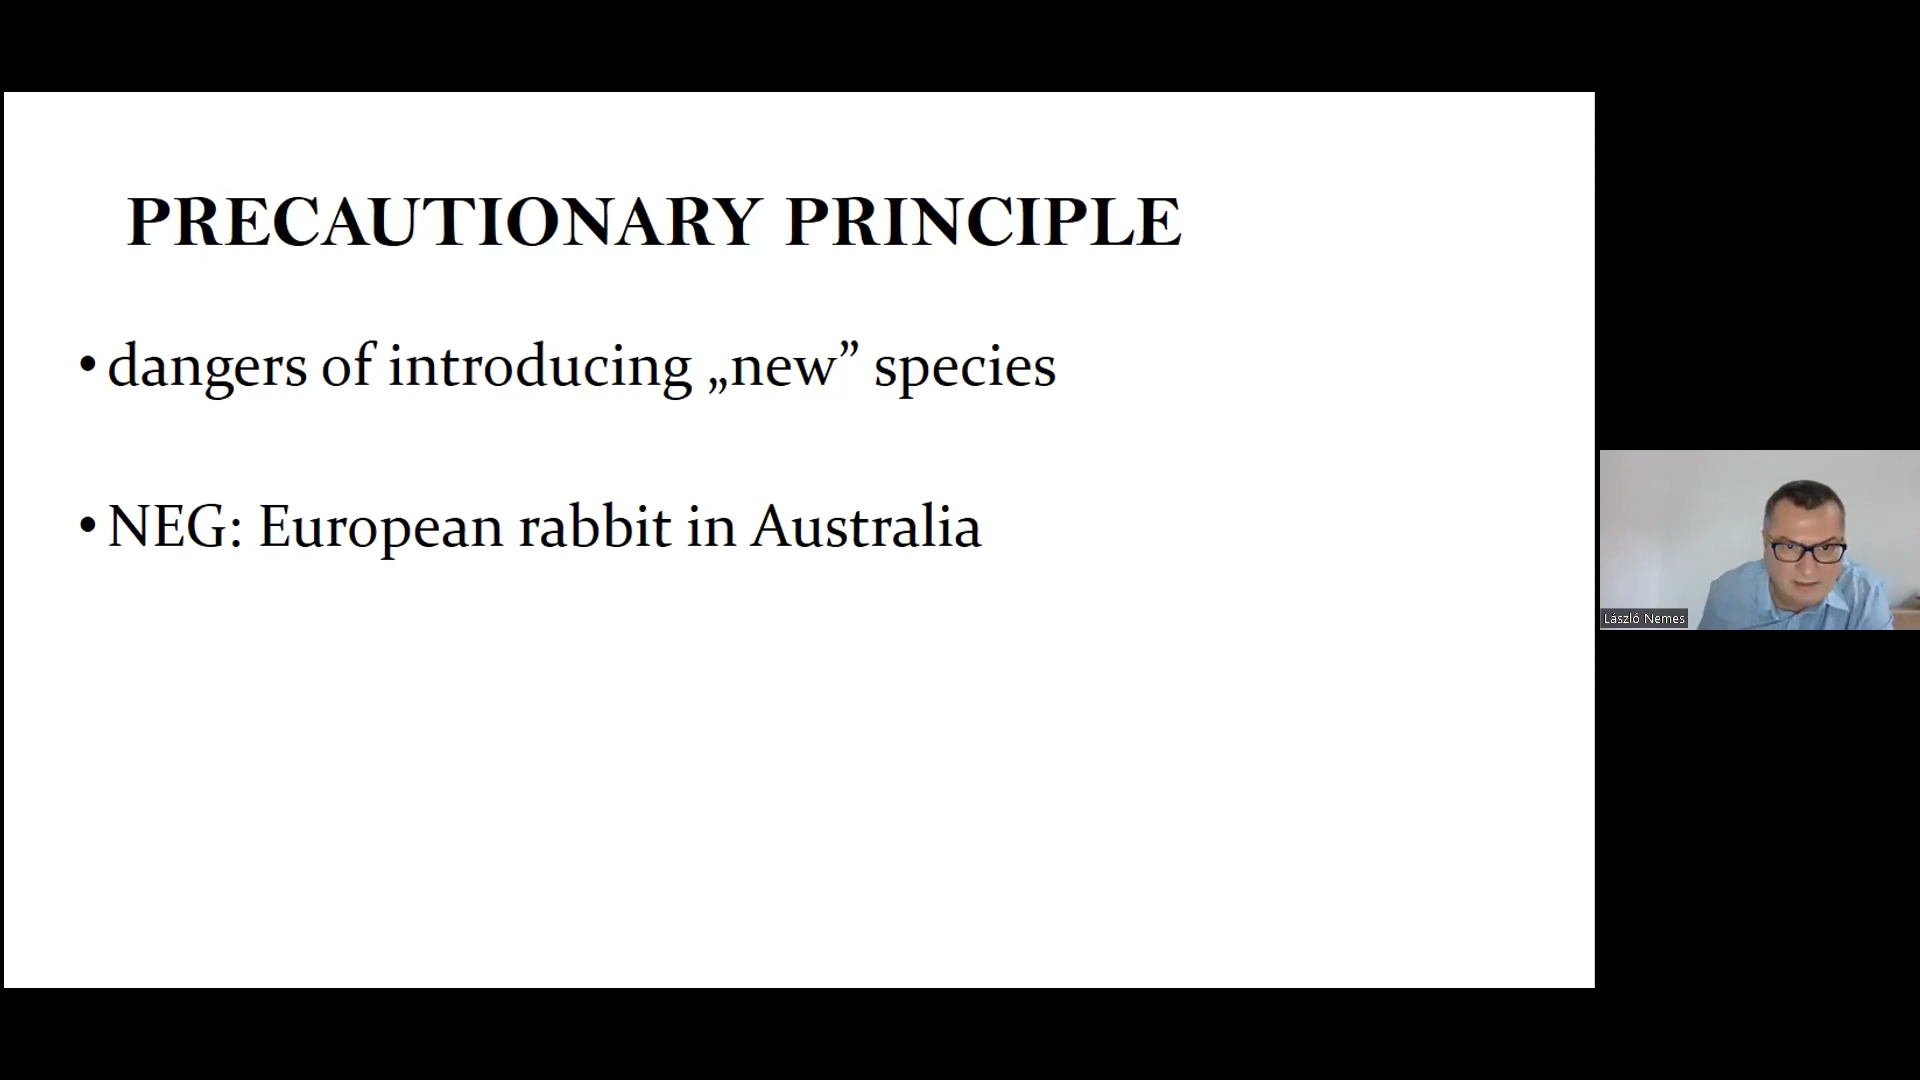 PRECAUTIONARY PRINCIPLE
• dangers of introducing „new” species
• NEG: European rabbit in Australia
László Nemes